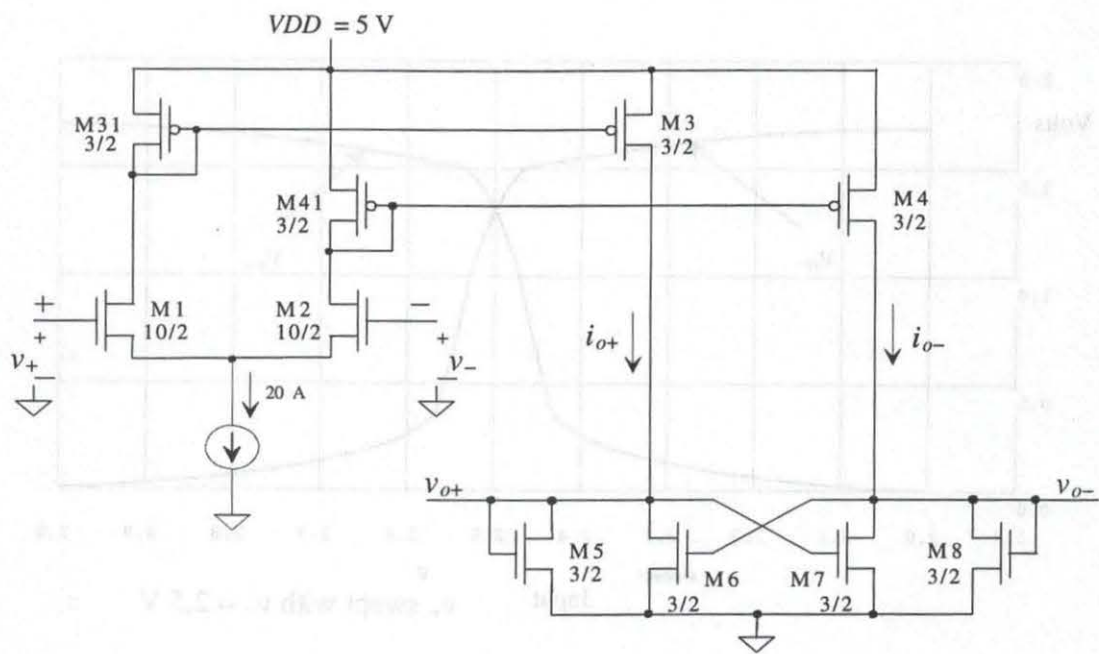 VDD = 5 V
M31
3/2
M3
3/2
M41
3/2
M4
3/2
+
+
v+
−
M1
10/2
M2
10/2
−
+
v−
−
20 A
io+
io−
vo+
vo−
M5
3/2
M6
3/2
M7
3/2
M8
3/2